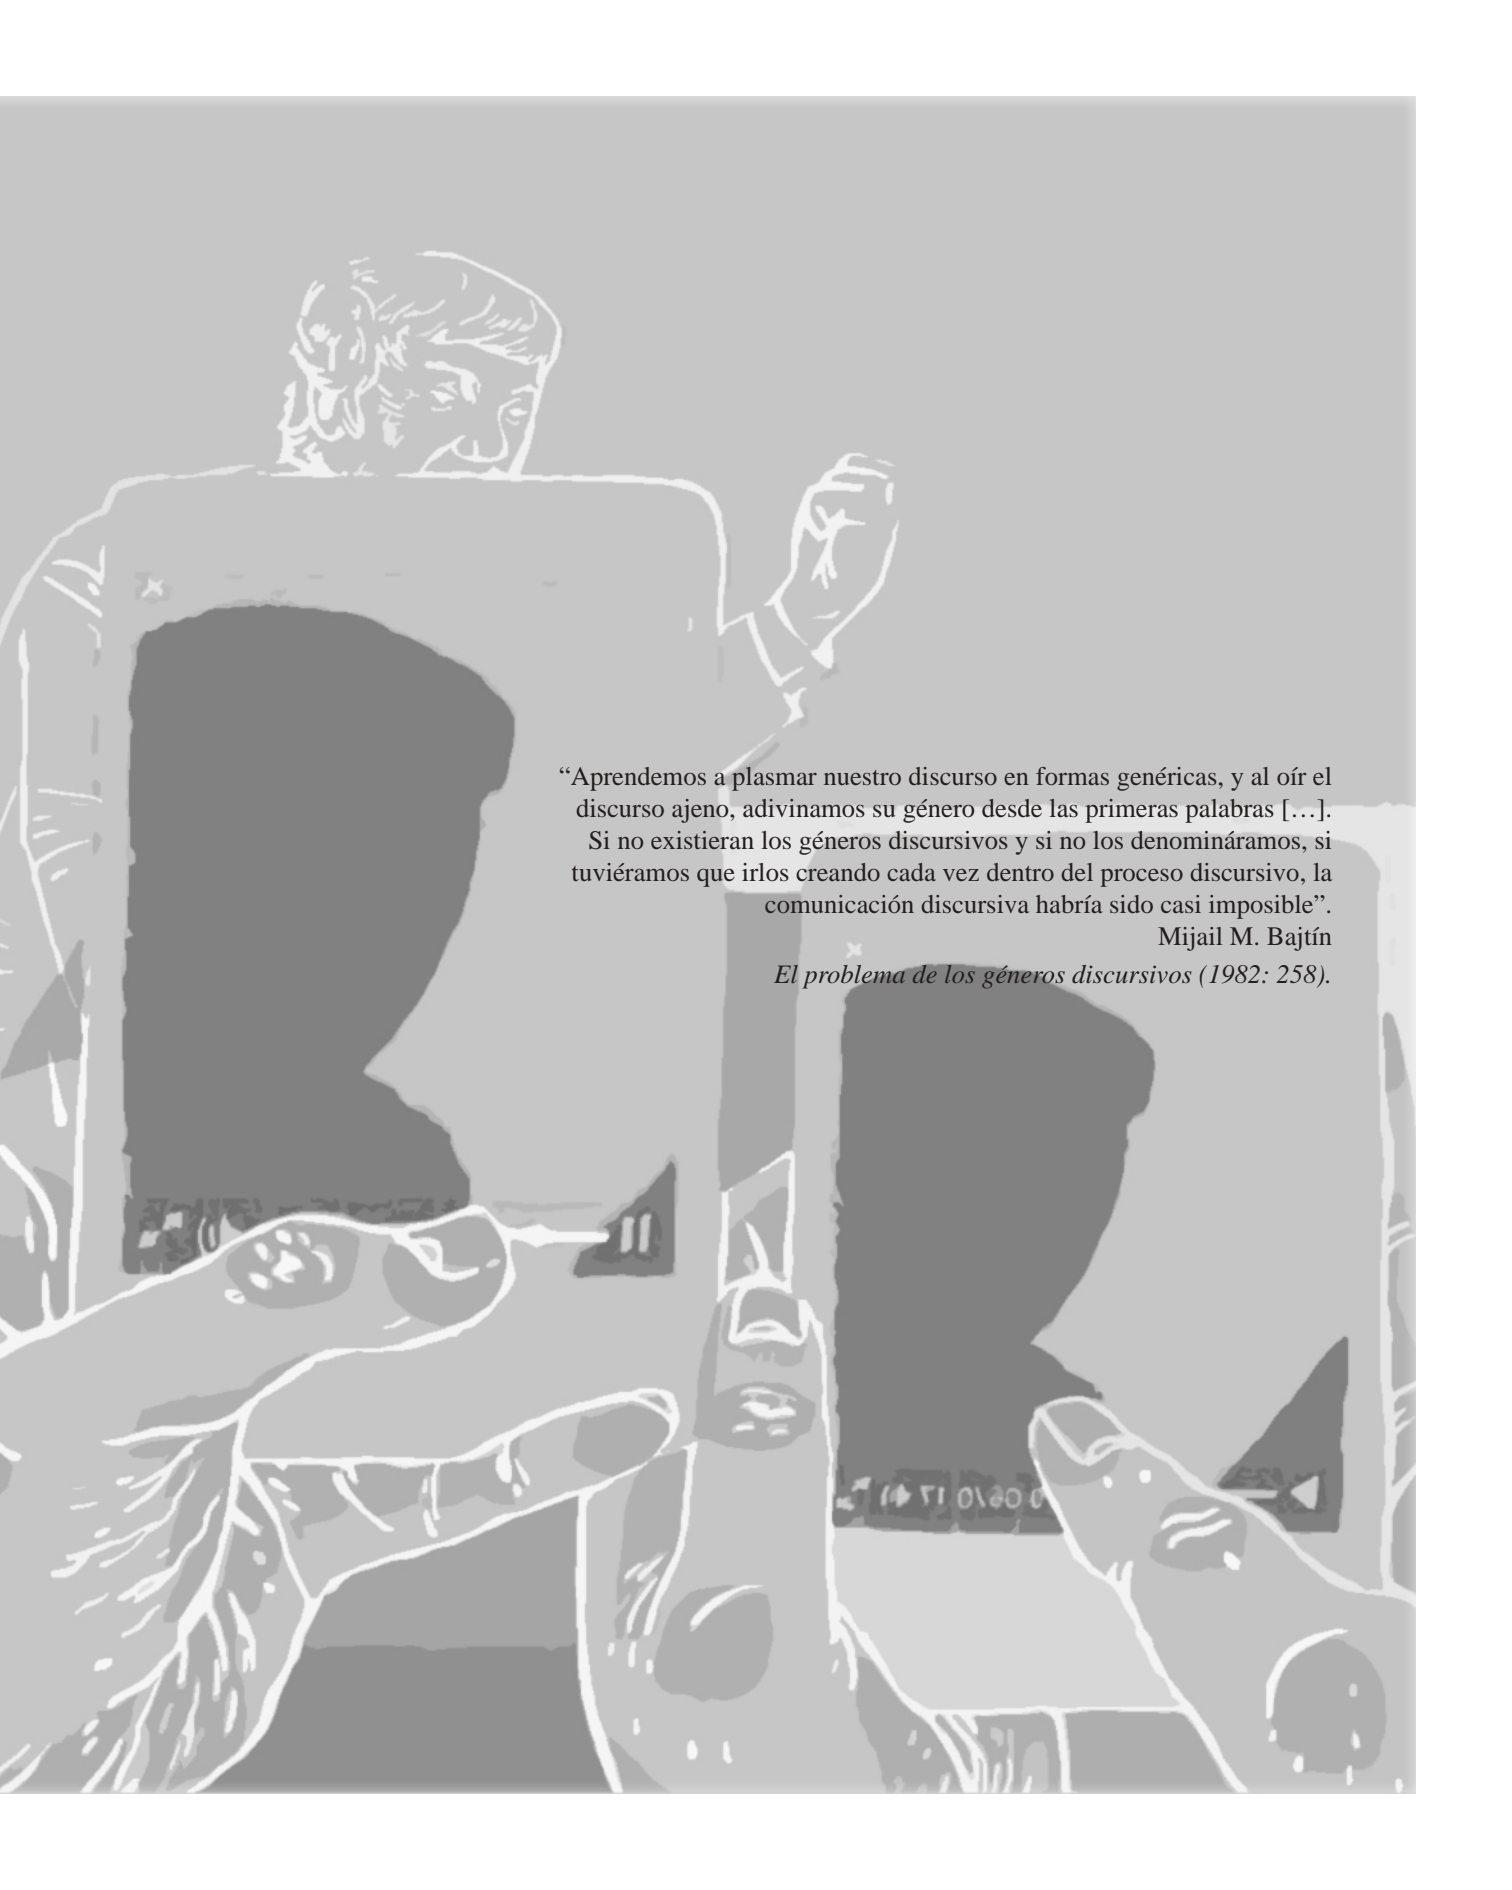 “Aprendemos a plasmar nuestro discurso en formas genéricas, y al oír el
discurso ajeno, adivinamos su género desde las primeras palabras […].
Si no existieran los géneros discursivos y si no los denomináramos, si
tuviéramos que irlos creando cada vez dentro del proceso discursivo, la
comunicación discursiva habría sido casi imposible”.
Mijail M. Bajtín
El problema de los géneros discursivos (1982: 258).